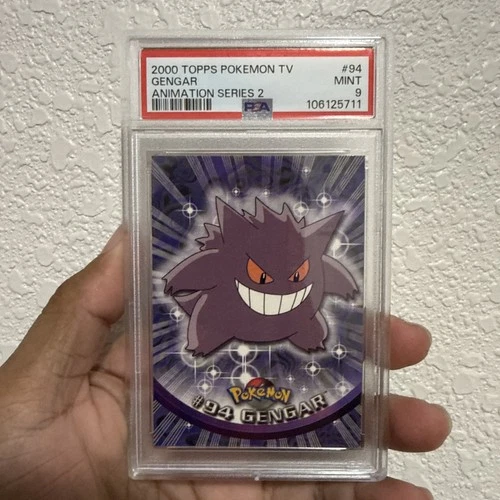 2000 TOPPS POKEMON TV #94
GENGAR MINT
ANIMATION SERIES 2 9
PSA 106125711
POKéMON
#94 GENGAR